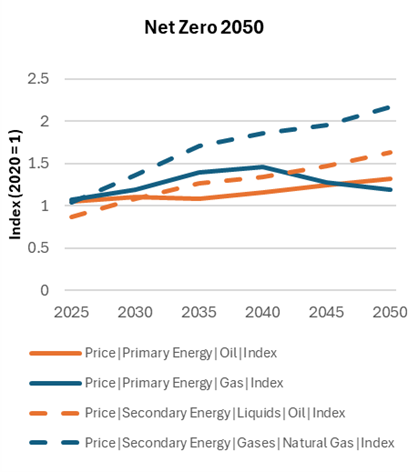 Net Zero 2050
Index (2020 = 1)
2.5
2
1.5
1
0.5
0
2025 2030 2035 2040 2045 2050
Price|Primary Energy|Oil|Index
Price|Primary Energy|Gas|Index
Price|Secondary Energy|Liquids|Oil|Index
Price|Secondary Energy|Gases|Natural Gas|Index